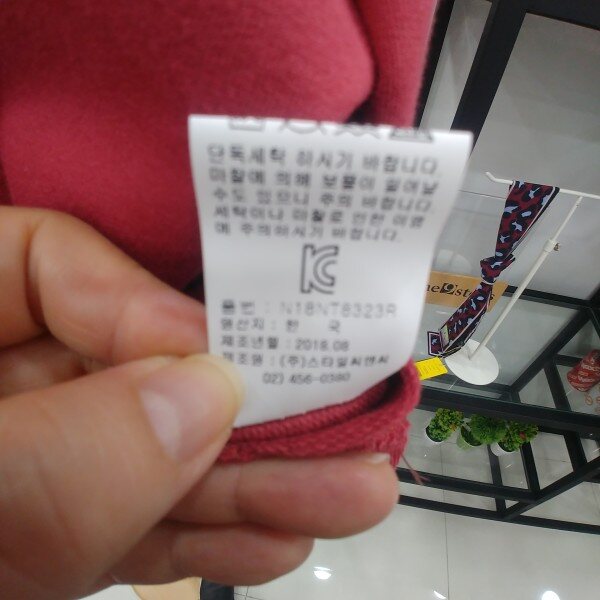 단독세탁 하시기 바랍니다.
마찰에 의해 보풀이 일어날
수도 있으니 주의 바랍니다
세탁이나 마찰로 인한 이염
에 주의하시기 바랍니다.
품 번 : N18NT8323R
원산지 : 한 국
제조년월 : 2018.08
제조원 : (주)스타일씨앤씨
02) 456-0380